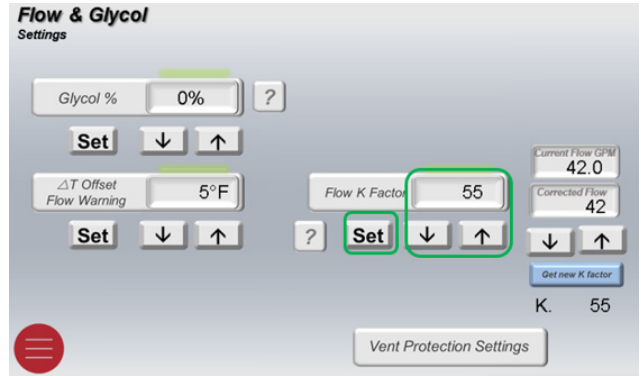 Flow & Glycol
Settings
Glycol % 0% ?
Set ↓ ↑
Current Flow GPM
42.0
△T Offset
Flow Warning
5°F
Flow K Factor 55
Corrected Flow
42
Set ↓ ↑
? Set ↓ ↑
↓ ↑
Get new K factor
K. 55
Vent Protection Settings